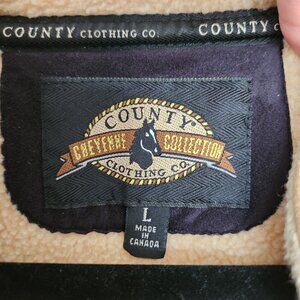 COUNTY CLOTHING CO. COUNTY C
COUNTY
CHEYENNE COLLECTION
CLOTHING CO.
L
MADE
IN
CANADA